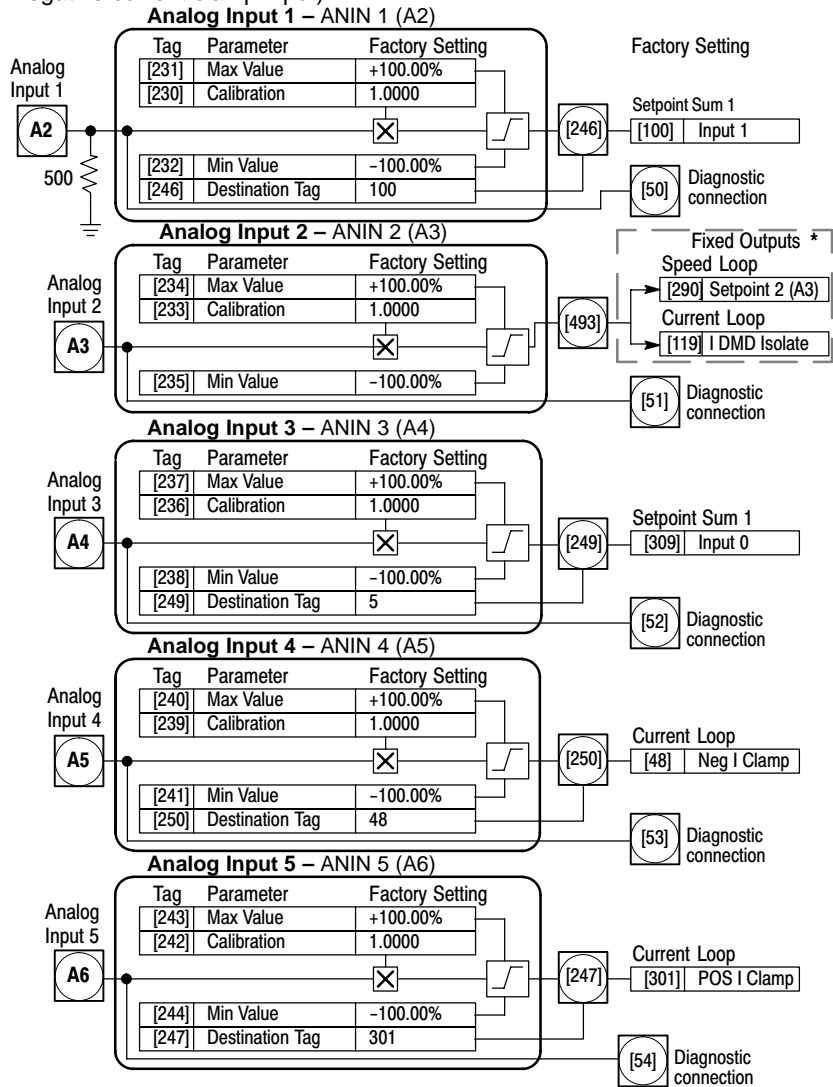 Analog Input 1 – ANIN 1 (A2)
Tag Parameter Factory Setting
Factory Setting
Analog
Input 1
[231] Max Value +100.00%
[230] Calibration 1.0000
A2
Setpoint Sum 1
[246]
[100] Input 1
500
[232] Min Value –100.00%
[246] Destination Tag 100
[50] Diagnostic
connection
Analog Input 2 – ANIN 2 (A3)
Tag Parameter Factory Setting
Fixed Outputs *
Analog
Input 2
[234] Max Value +100.00%
[233] Calibration 1.0000
Speed Loop
[290] Setpoint 2 (A3)
A3
[493]
Current Loop
[119] I DMD Isolate
[235] Min Value –100.00%
[51] Diagnostic
connection
Analog Input 3 – ANIN 3 (A4)
Tag Parameter Factory Setting
Analog
Input 3
[237] Max Value +100.00%
[236] Calibration 1.0000
A4
Setpoint Sum 1
[249]
[309] Input 0
[238] Min Value –100.00%
[249] Destination Tag 5
[52] Diagnostic
connection
Analog Input 4 – ANIN 4 (A5)
Tag Parameter Factory Setting
Analog
Input 4
[240] Max Value +100.00%
[239] Calibration 1.0000
A5
Current Loop
[250]
[48] Neg I Clamp
[241] Min Value –100.00%
[250] Destination Tag 48
[53] Diagnostic
connection
Analog Input 5 – ANIN 5 (A6)
Tag Parameter Factory Setting
Analog
Input 5
[243] Max Value +100.00%
[242] Calibration 1.0000
A6
Current Loop
[247]
[301] POS I Clamp
[244] Min Value –100.00%
[247] Destination Tag 301
[54] Diagnostic
connection